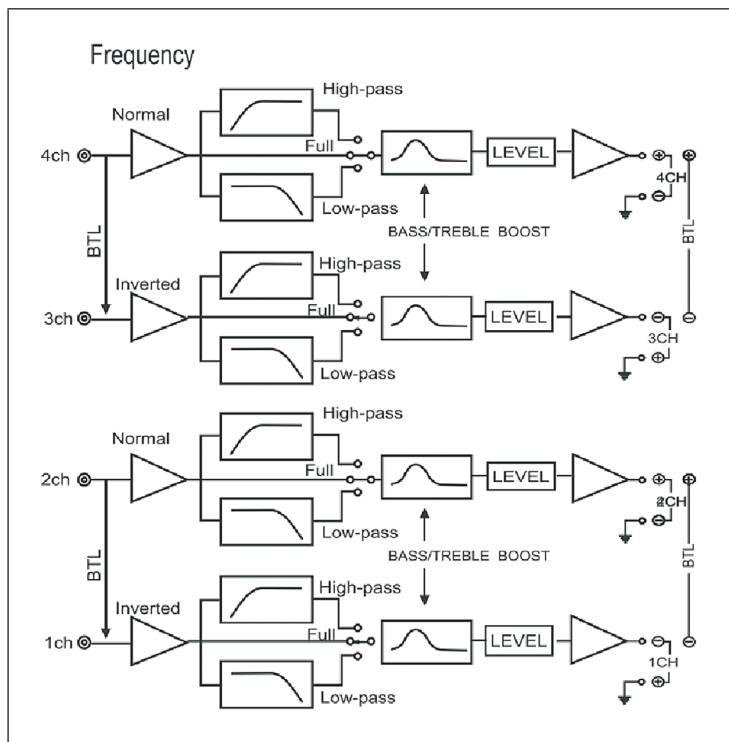 Frequency
High-pass
Normal
4ch
Full
LEVEL
4CH
Low-pass
BTL
BASS/TREBLE BOOST
BTL
High-pass
Inverted
3ch
Full
LEVEL
3CH
Low-pass
High-pass
Normal
2ch
Full
LEVEL
2CH
Low-pass
BTL
BASS/TREBLE BOOST
BTL
High-pass
Inverted
1ch
Full
LEVEL
1CH
Low-pass